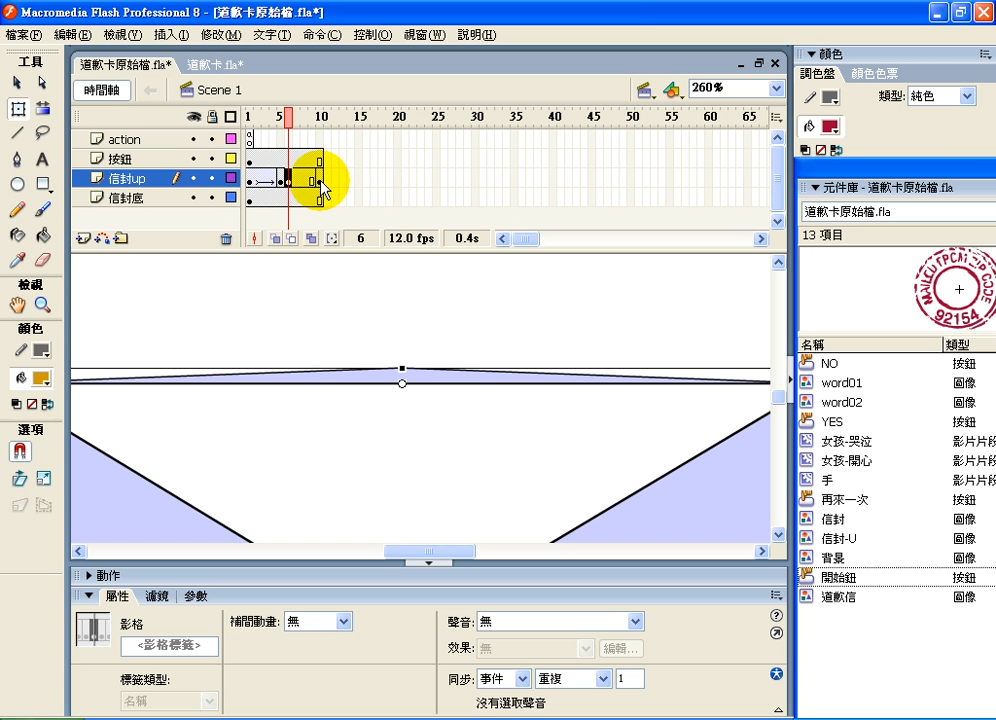 Macromedia Flash Professional 8 - [道歉卡原始檔.fla*]
檔案(F) 編輯(E) 檢視(V) 插入(I) 修改(M) 文字(T) 命令(C) 控制(O) 視窗(W) 說明(H)
工具
道歉卡原始檔.fla*
道歉卡.fla*
時間軸
Scene 1
260%
1 5 10 15 20 25 30 35 40 45 50 55 60 65
action
按鈕
信封up
信封底
6 12.0 fps 0.4s
檢視
顏色
選項
動作
屬性 濾鏡 參數
影格
<影格標籤>
標籤類型:
名稱
補間動畫: 無
聲音: 無
效果: 無 編輯...
同步: 事件 重複 1
沒有選取聲音
顏色
調色盤 顏色色票
類型: 純色
元件庫 - 道歉卡原始檔.fla
道歉卡原始檔.fla
13 項目
92154
名稱 類型
NO 按鈕
word01 圖像
word02 圖像
YES 按鈕
女孩-哭泣 影片片段
女孩-開心 影片片段
手 影片片段
再來一次 按鈕
信封 圖像
信封-U 圖像
背景 圖像
開始鈕 按鈕
道歉信 圖像